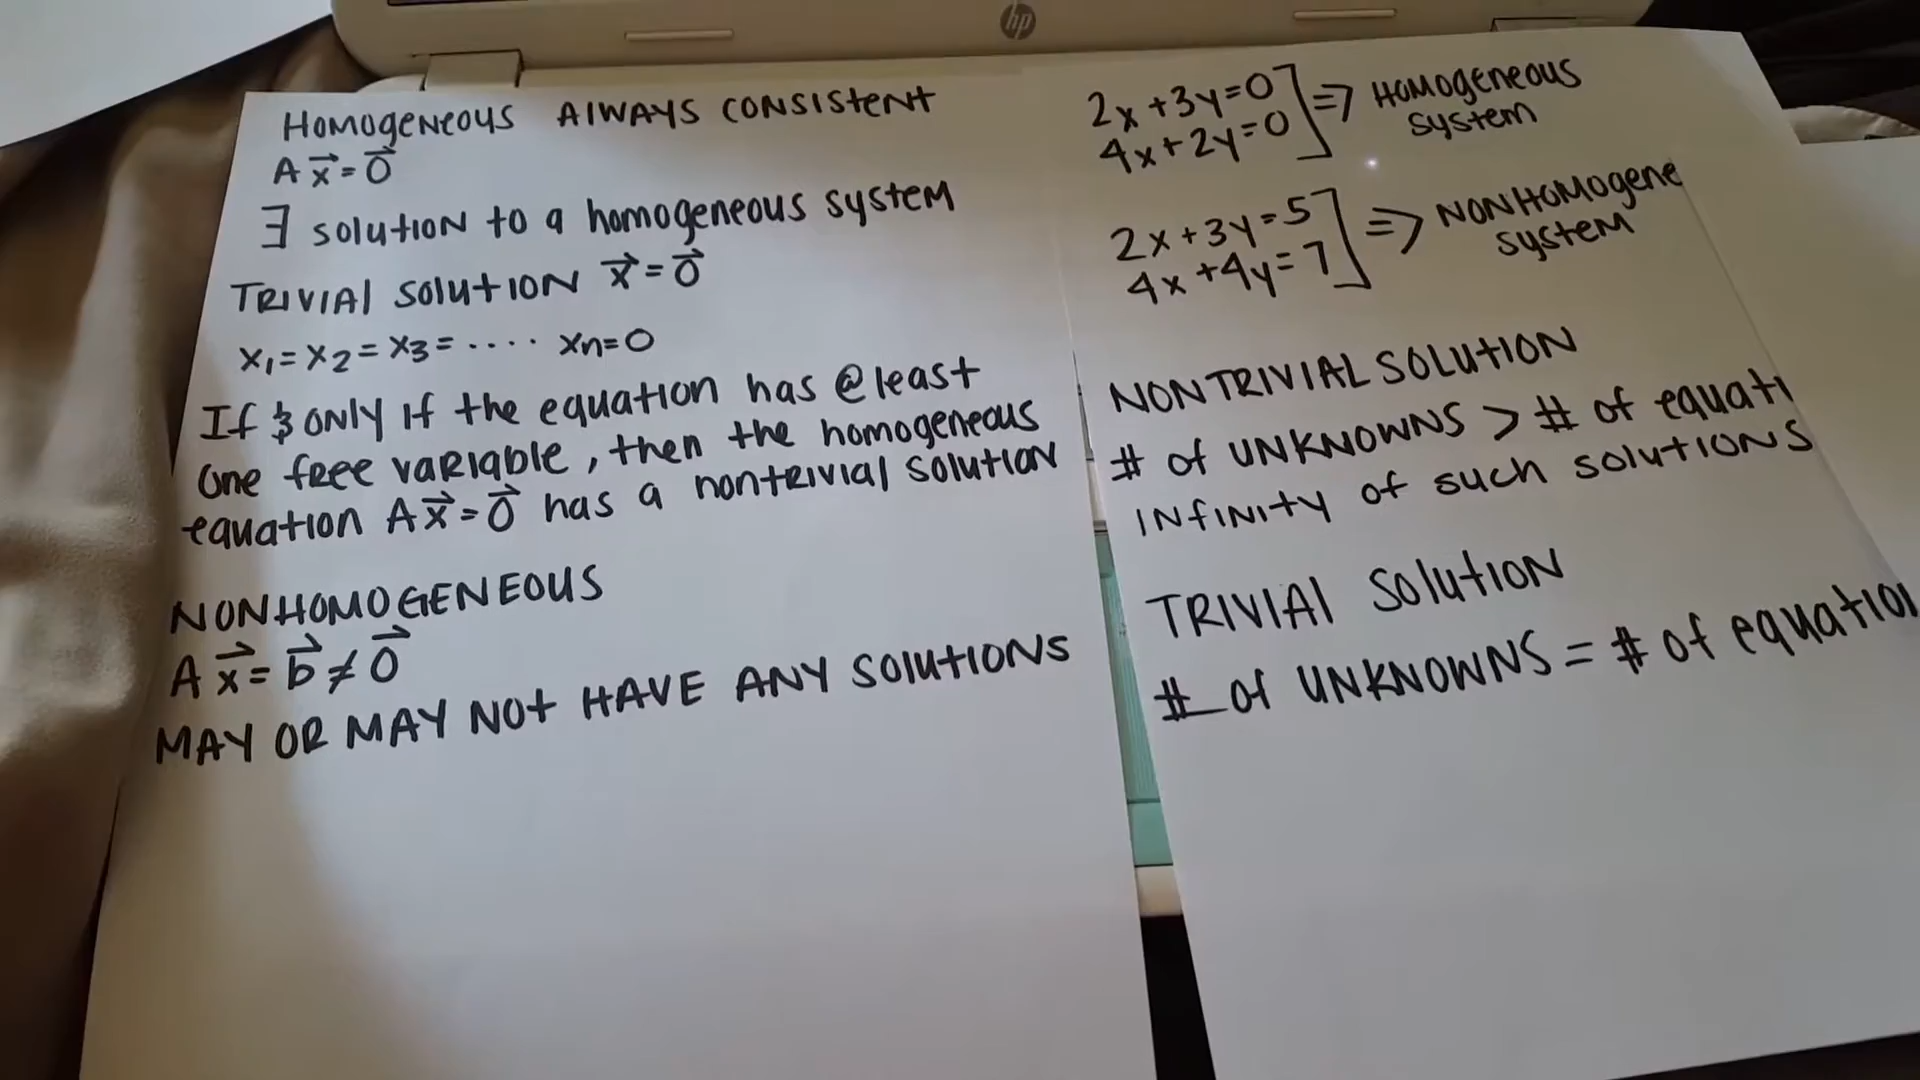 hp
HOMOGENEOUS ALWAYS CONSISTENT
A x⃗ = 0⃗
∃ solution to a homogeneous system
TRIVIAL SOLUTION x⃗ = 0⃗
x₁ = x₂ = x₃ = .... xn = 0
If & ONLY if the equation has @least
one free variable, then the homogeneous
equation A x⃗ = 0⃗ has a nontrivial solution
NONHOMOGENEOUS
A x⃗ = b⃗ ≠ 0⃗
MAY OR MAY NOT HAVE ANY SOLUTIONS
2x + 3y = 0
4x + 2y = 0 ] => HOMOgeneous
system
2x + 3y = 5
4x + 4y = 7 ] => NONHOMOgene
system
NONTRIVIAL SOLUTION
# of UNKNOWNS > # of equati
INfiNity of such solutions
TRIVIAL SOLUTION
# of UNKNOWNS = # of equation